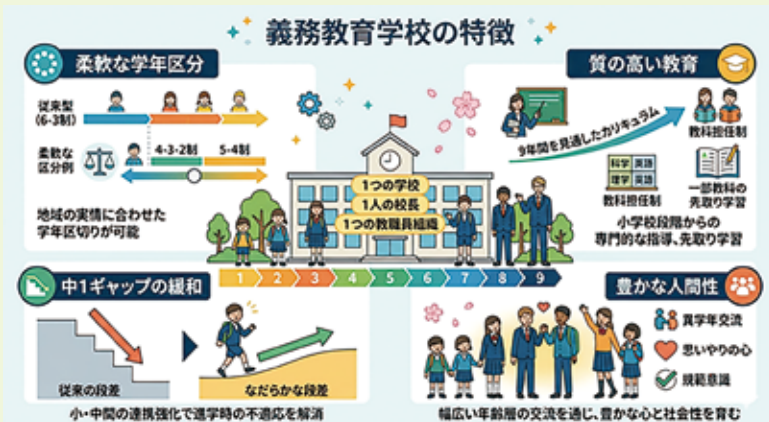 義務教育学校の特徴
柔軟な学年区分
従来型
(6-3制)
柔軟な
区分例
4-3-2制
5-4制
地域の実情に合わせた
学年区切りが可能
質の高い教育
9年間を見通したカリキュラム
教科担任制
科学 英語
理学 英語
教科担任制
一部教科の
先取り学習
小学校段階からの
専門的な指導、先取り学習
1つの学校
1人の校長
1つの教職員組織
1 2 3 4 5 6 7 8 9
中1ギャップの緩和
従来の段差
なだらかな段差
小・中間の連携強化で進学時の不適応を解消
豊かな人間性
異学年交流
思いやりの心
規範意識
幅広い年齢層の交流を通じ、豊かな心と社会性を育む